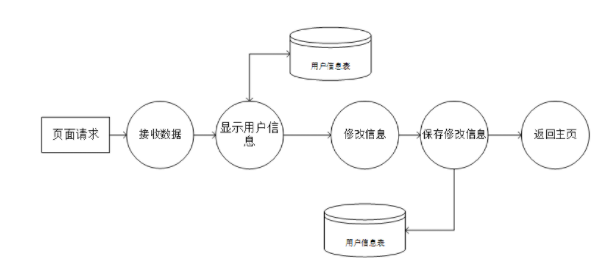 用户信息表
页面请求
接收数据
显示用户信
息
修改信息
保存修改信息
返回主页
用户信息表